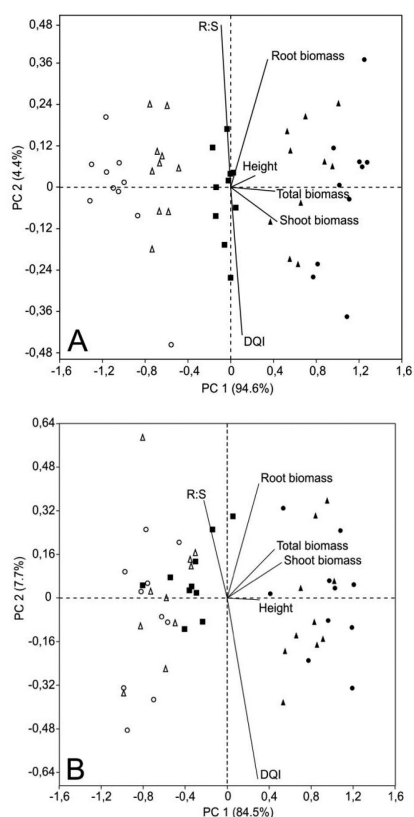 0,48
0,36
0,24
0,12
0
-0,12
-0,24
-0,36
-0,48
PC 2 (4.4%)
R:S
Root biomass
Height
Total biomass
Shoot biomass
DQI
A
-1,6 -1,2 -0,8 -0,4 0 0,4 0,8 1,2 1,6
PC 1 (94.6%)
0,64
0,48
0,32
0,16
0
-0,16
-0,32
-0,48
-0,64
PC 2 (7.7%)
R:S
Root biomass
Total biomass
Shoot biomass
Height
DQI
B
-1,6 -1,2 -0,8 -0,4 0 0,4 0,8 1,2 1,6
PC 1 (84.5%)